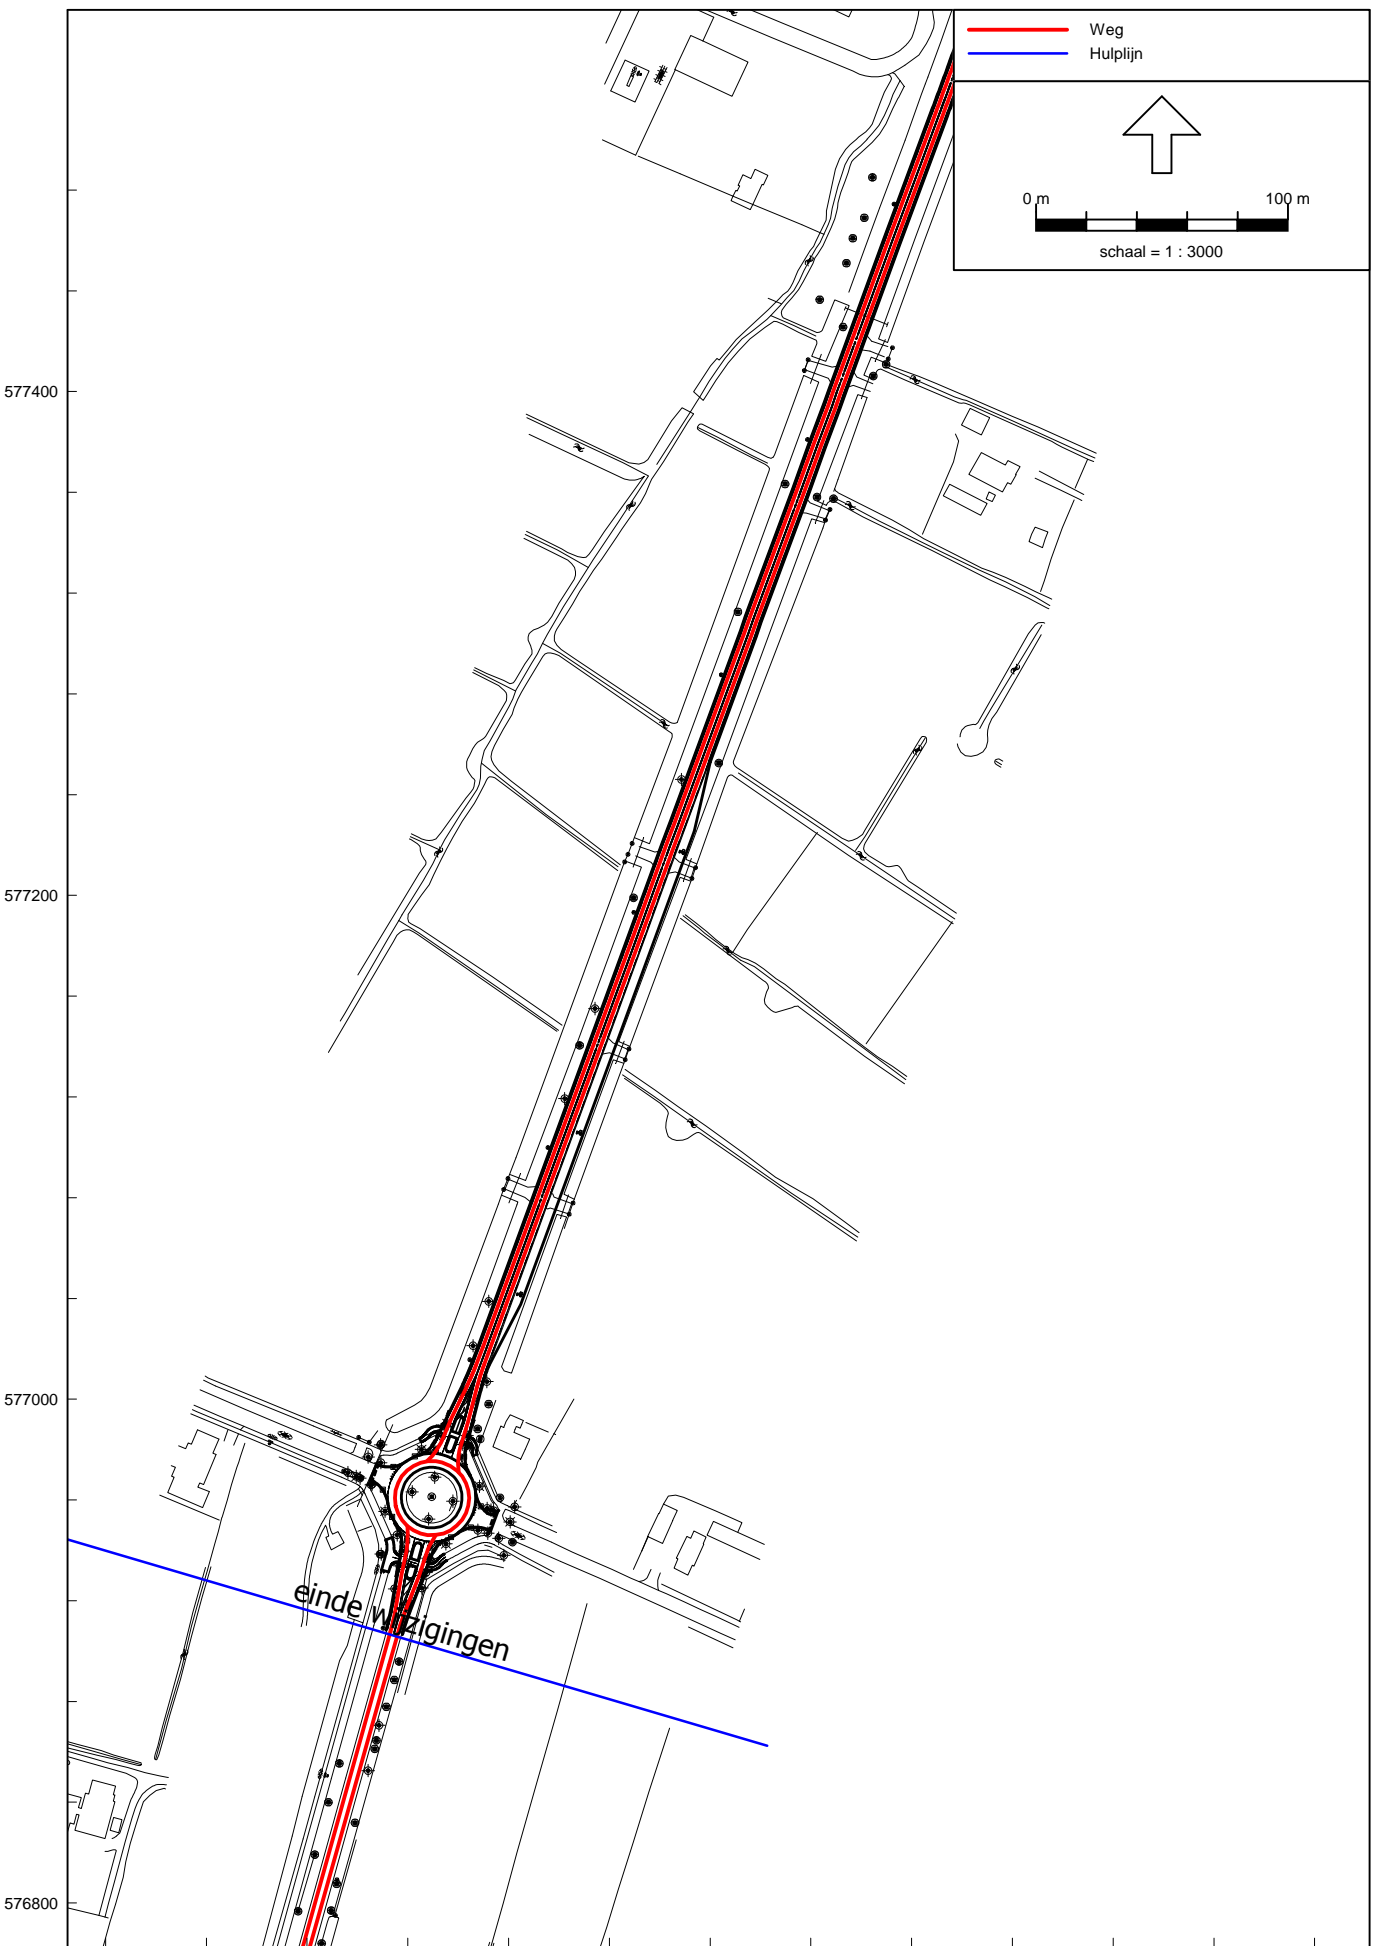 Weg
Hulplijn
0 m 100 m
schaal = 1 : 3000
577400
577200
577000
einde wijzigingen
576800